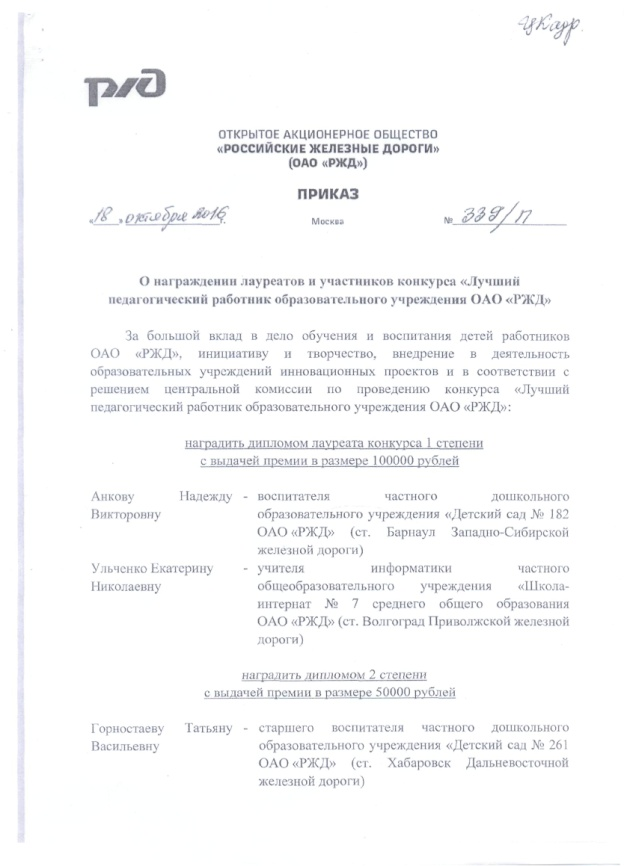 ЦКадр.
РЖД
ОТКРЫТОЕ АКЦИОНЕРНОЕ ОБЩЕСТВО
«РОССИЙСКИЕ ЖЕЛЕЗНЫЕ ДОРОГИ»
(ОАО «РЖД»)
ПРИКАЗ
«18» октября 2016г. Москва № 339/П
О награждении лауреатов и участников конкурса «Лучший
педагогический работник образовательного учреждения ОАО «РЖД»
За большой вклад в дело обучения и воспитания детей работников
ОАО «РЖД», инициативу и творчество, внедрение в деятельность
образовательных учреждений инновационных проектов и в соответствии с
решением центральной комиссии по проведению конкурса «Лучший
педагогический работник образовательного учреждения ОАО «РЖД»:
наградить дипломом лауреата конкурса 1 степени
с выдачей премии в размере 100000 рублей
Анкову Надежду - воспитателя частного дошкольного
Викторовну образовательного учреждения «Детский сад № 182
ОАО «РЖД» (ст. Барнаул Западно-Сибирской
железной дороги)
Ульченко Екатерину - учителя информатики частного
Николаевну общеобразовательного учреждения «Школа-
интернат № 7 среднего общего образования
ОАО «РЖД» (ст. Волгоград Приволжской железной
дороги)
наградить дипломом 2 степени
с выдачей премии в размере 50000 рублей
Горностаеву Татьяну - старшего воспитателя частного дошкольного
Васильевну образовательного учреждения «Детский сад № 261
ОАО «РЖД» (ст. Хабаровск Дальневосточной
железной дороги)